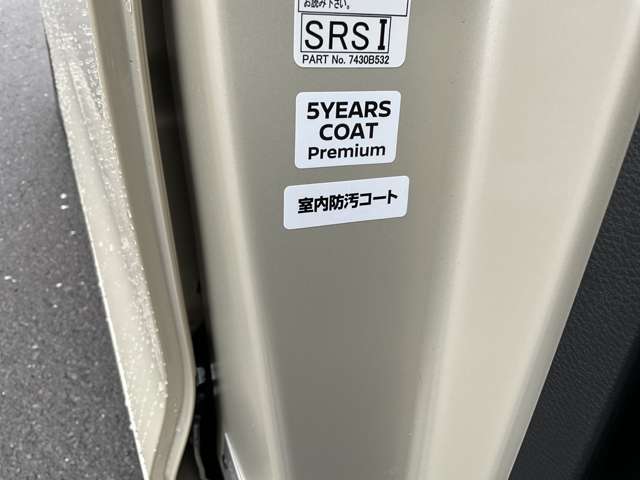 お読み下さい。
SRS I
PART No. 7430B532
5YEARS
COAT
Premium
室内防汚コート